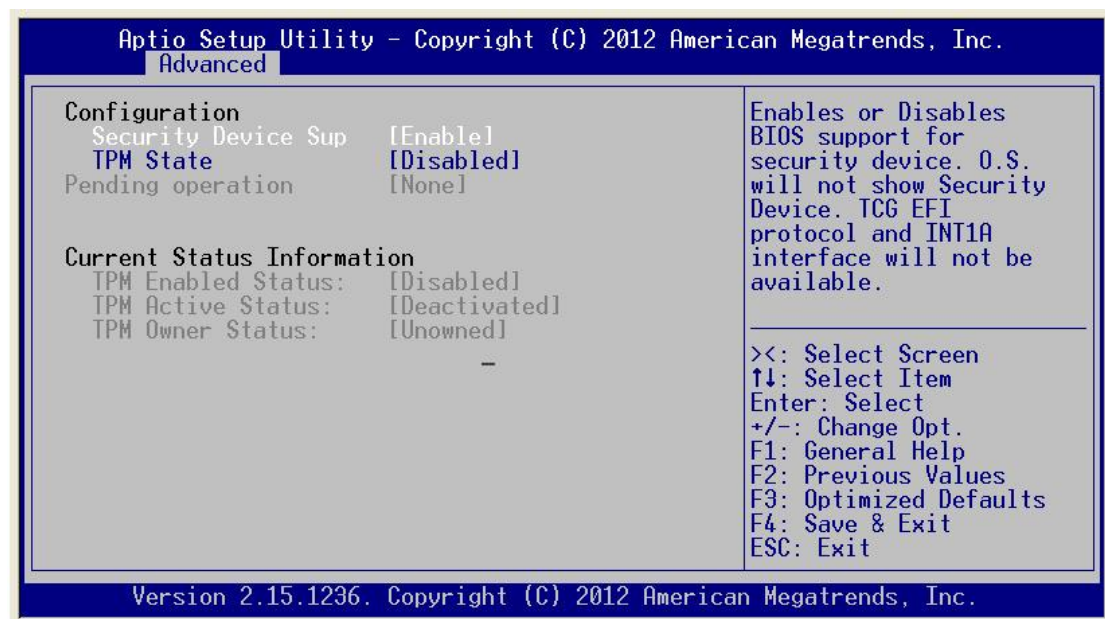 Aptio Setup Utility - Copyright (C) 2012 American Megatrends, Inc.
Advanced
Configuration
Security Device Sup [Enable]
TPM State [Disabled]
Pending operation [None]
Current Status Information
TPM Enabled Status: [Disabled]
TPM Active Status: [Deactivated]
TPM Owner Status: [Unowned]
Enables or Disables
BIOS support for
security device. O.S.
will not show Security
Device. TCG EFI
protocol and INT1A
interface will not be
available.
><: Select Screen
↑↓: Select Item
Enter: Select
+/-: Change Opt.
F1: General Help
F2: Previous Values
F3: Optimized Defaults
F4: Save & Exit
ESC: Exit
Version 2.15.1236. Copyright (C) 2012 American Megatrends, Inc.